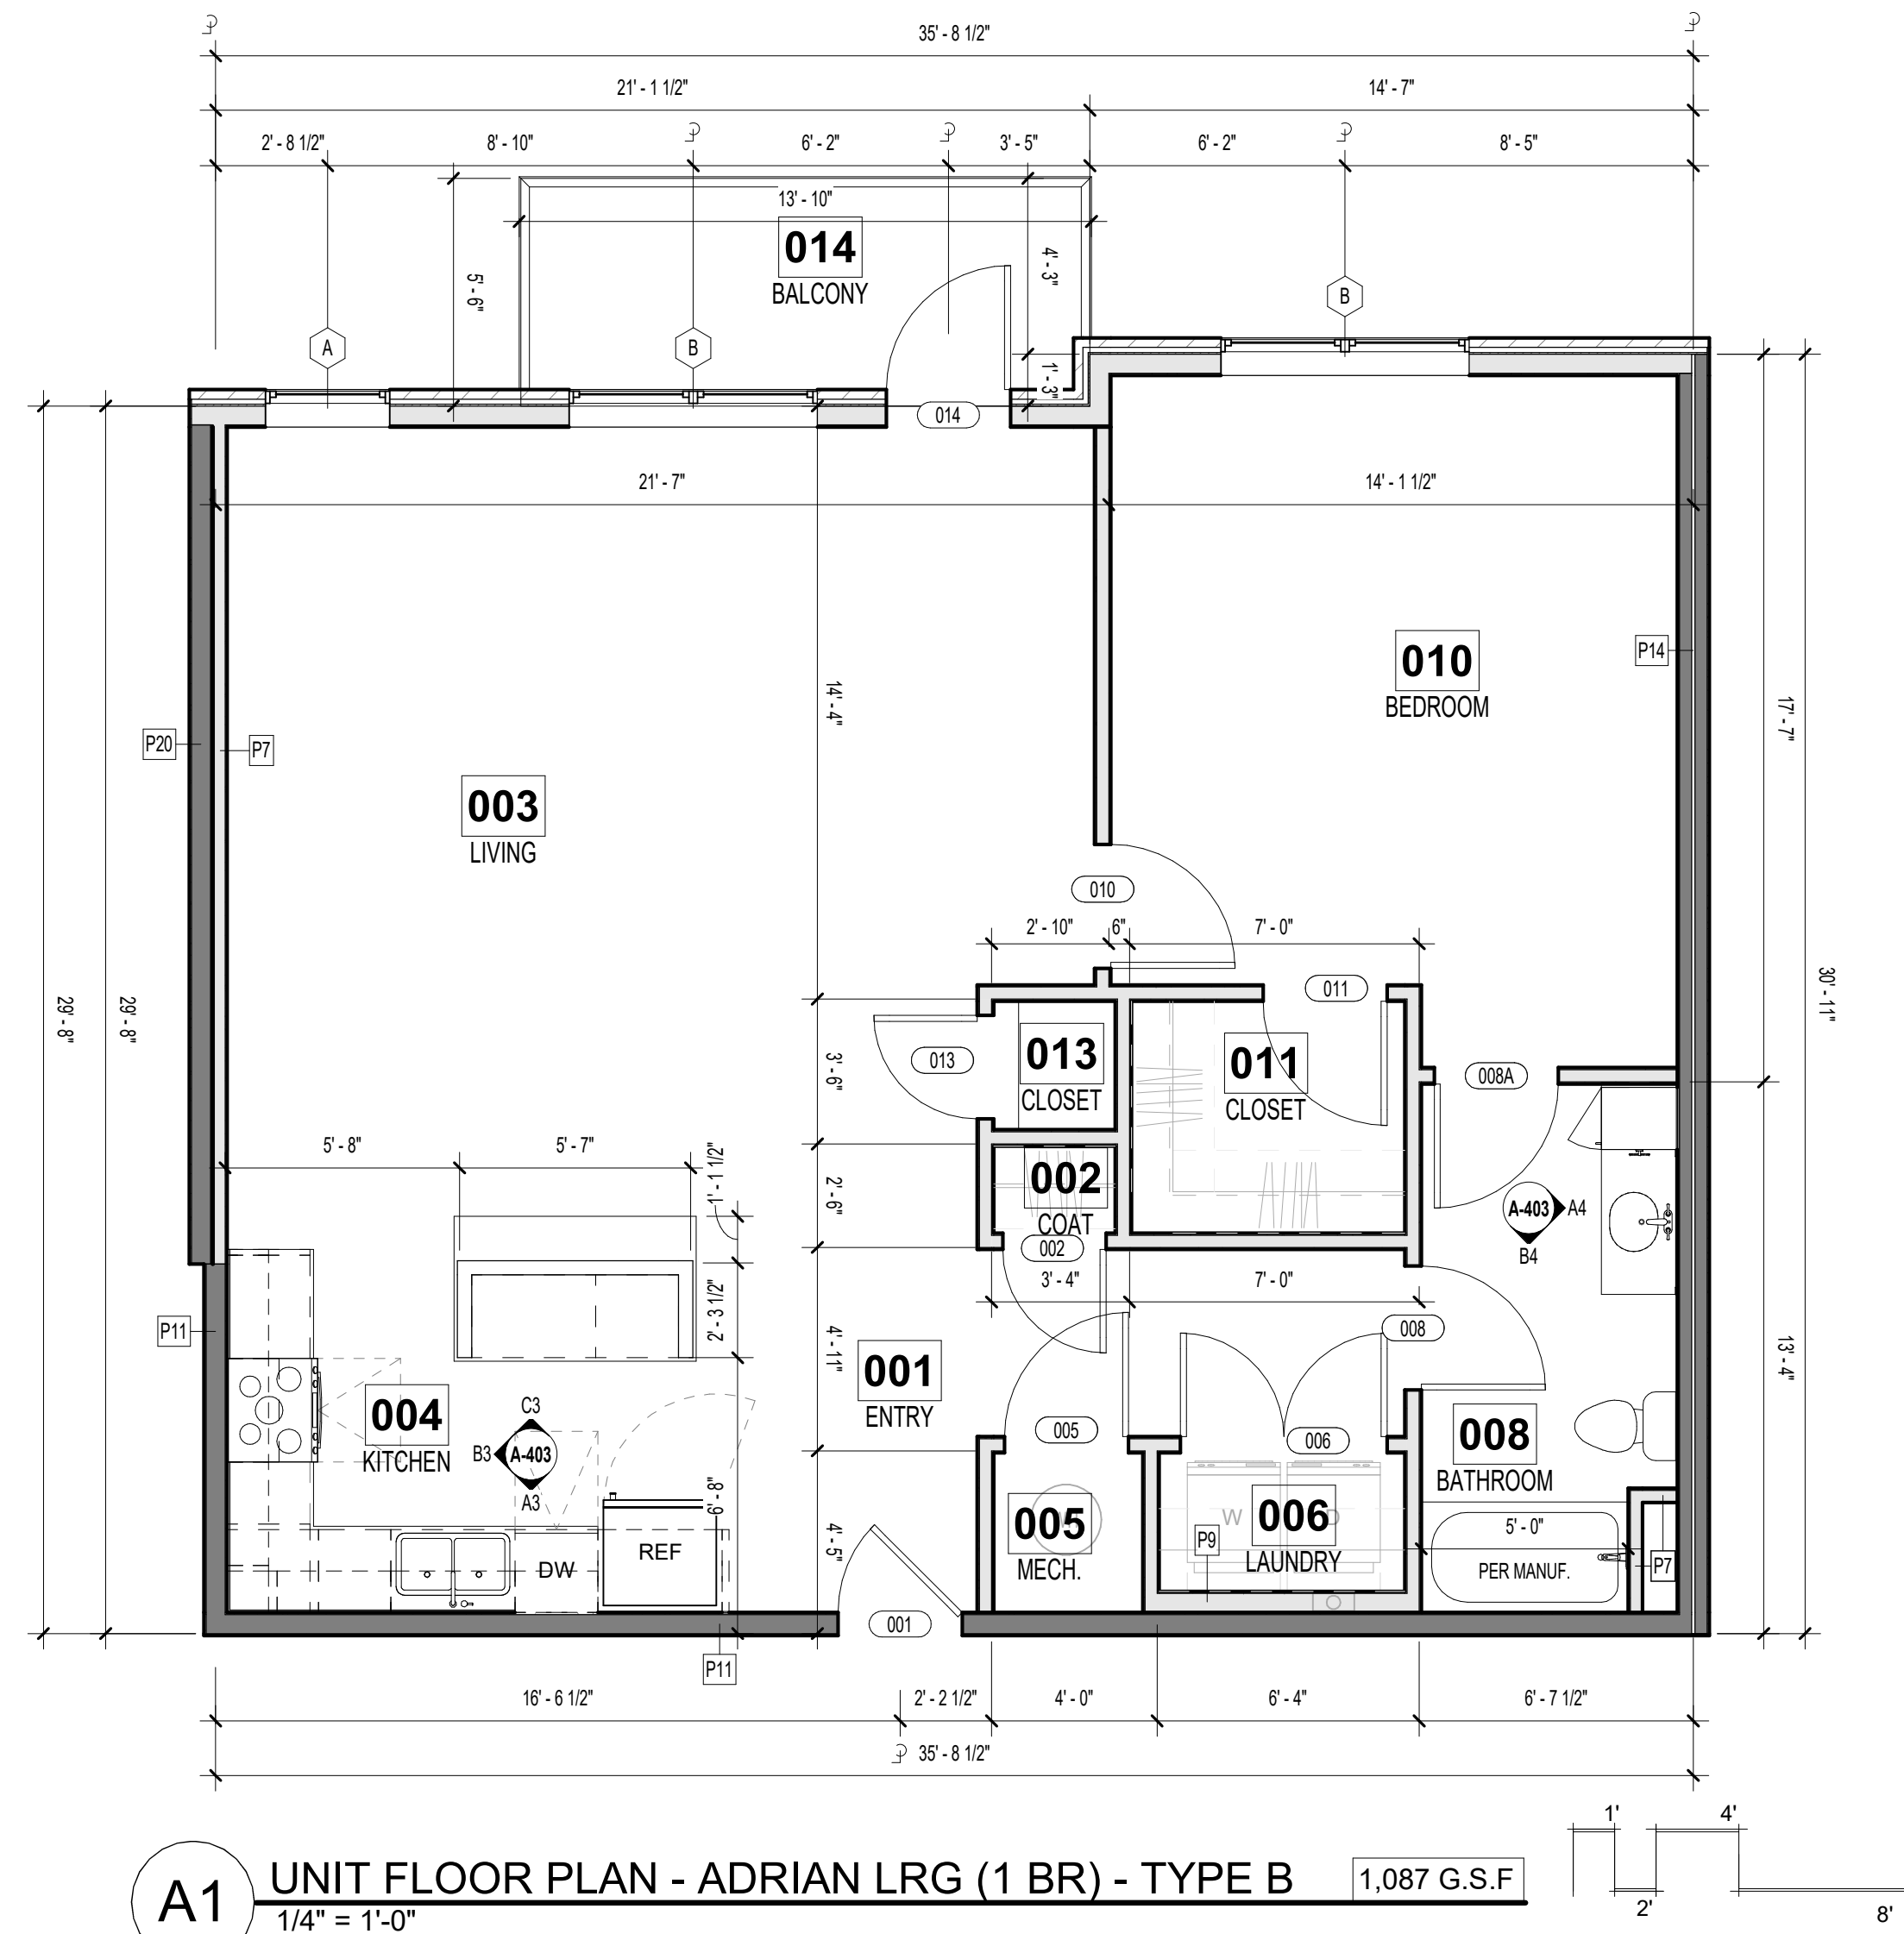 35' - 8 1/2"
21' - 1 1/2"
14' - 7"
2' - 8 1/2"
8' - 10"
6' - 2"
3' - 5"
6' - 2"
8' - 5"
13' - 10"
014
BALCONY
5' - 6"
4' - 3"
1' - 3"
A
B
B
014
21' - 7"
14' - 1 1/2"
010
BEDROOM
P14
17' - 7"
14' - 4"
P20
P7
003
LIVING
010
2' - 10"
6"
7' - 0"
29' - 8"
29' - 8"
30' - 11"
011
013
CLOSET
013
3' - 6"
011
CLOSET
008A
5' - 8"
5' - 7"
1' - 1 1/2"
2' - 6"
002
COAT
002
A-403
A4
B4
3' - 4"
7' - 0"
2' - 3 1/2"
P11
4' - 11"
008
13' - 4"
001
ENTRY
004
KITCHEN
C3
B3
A-403
A3
005
006
008
BATHROOM
6' - 8"
4' - 5"
005
MECH.
W
006
D
LAUNDRY
P9
5' - 0"
PER MANUF.
P7
DW
REF
001
P11
16' - 6 1/2"
2' - 2 1/2"
4' - 0"
6' - 4"
6' - 7 1/2"
35' - 8 1/2"
A1
UNIT FLOOR PLAN - ADRIAN LRG (1 BR) - TYPE B
1,087 G.S.F
1/4" = 1'-0"
1'
4'
2'
8'